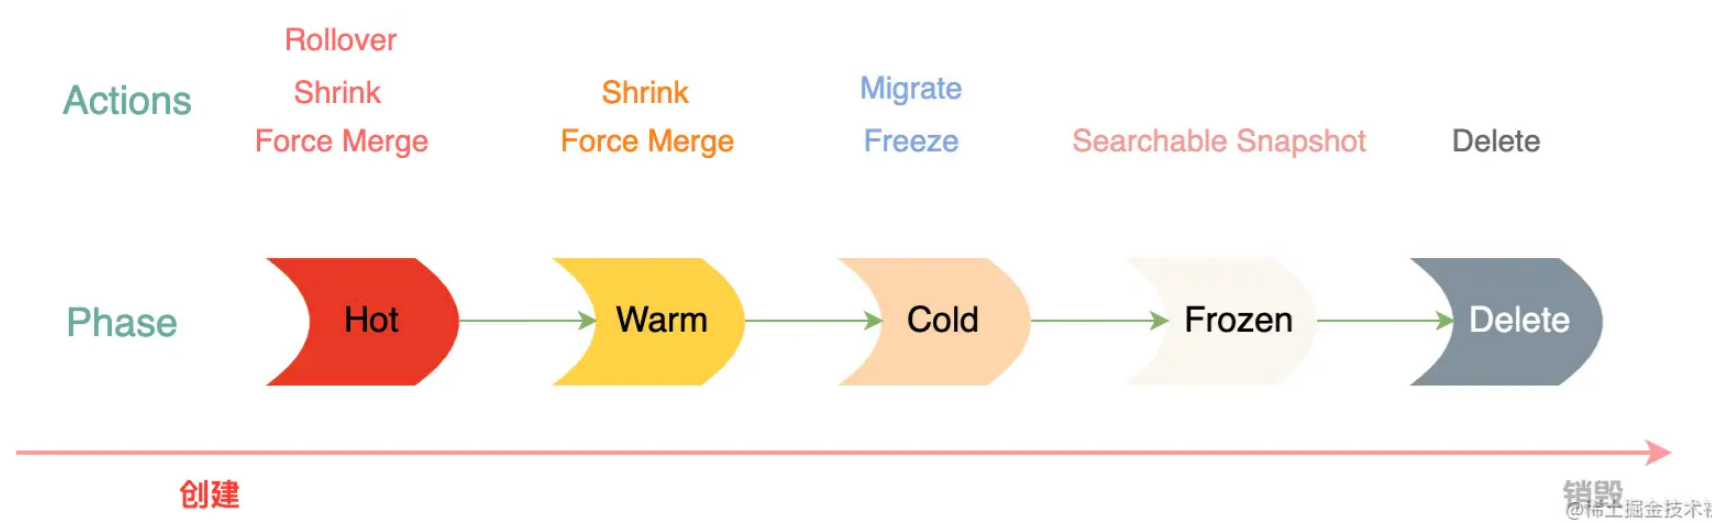 Rollover
Actions
Shrink
Shrink
Migrate
Force Merge
Force Merge
Freeze
Searchable Snapshot
Delete
Phase
Hot
Warm
Cold
Frozen
Delete
创建
销毁
@稀土掘金技术社